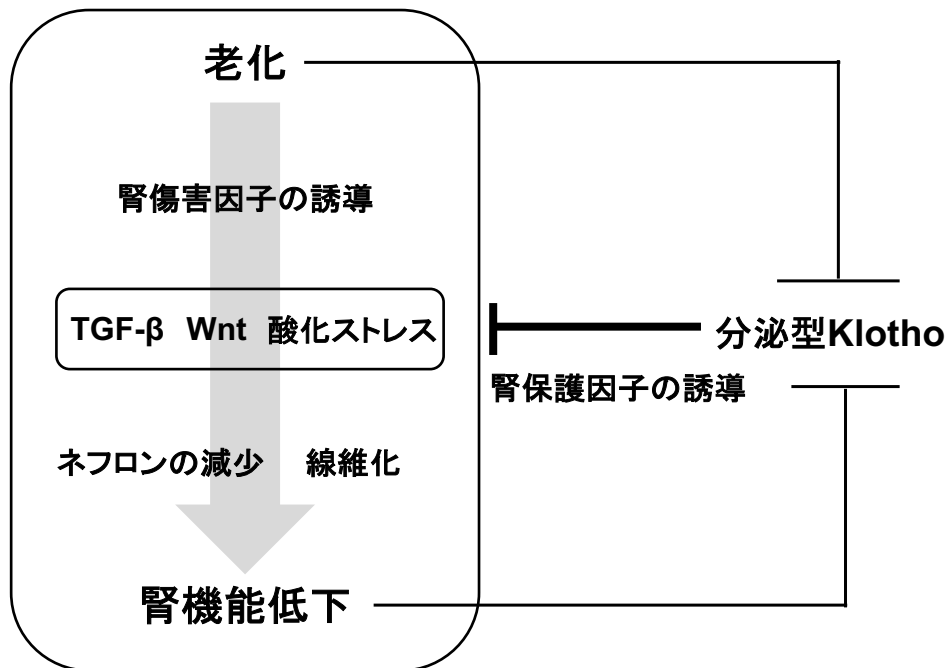 老化
腎傷害因子の誘導
TGF-β Wnt 酸化ストレス
分泌型Klotho
腎保護因子の誘導
ネフロンの減少 線維化
腎機能低下